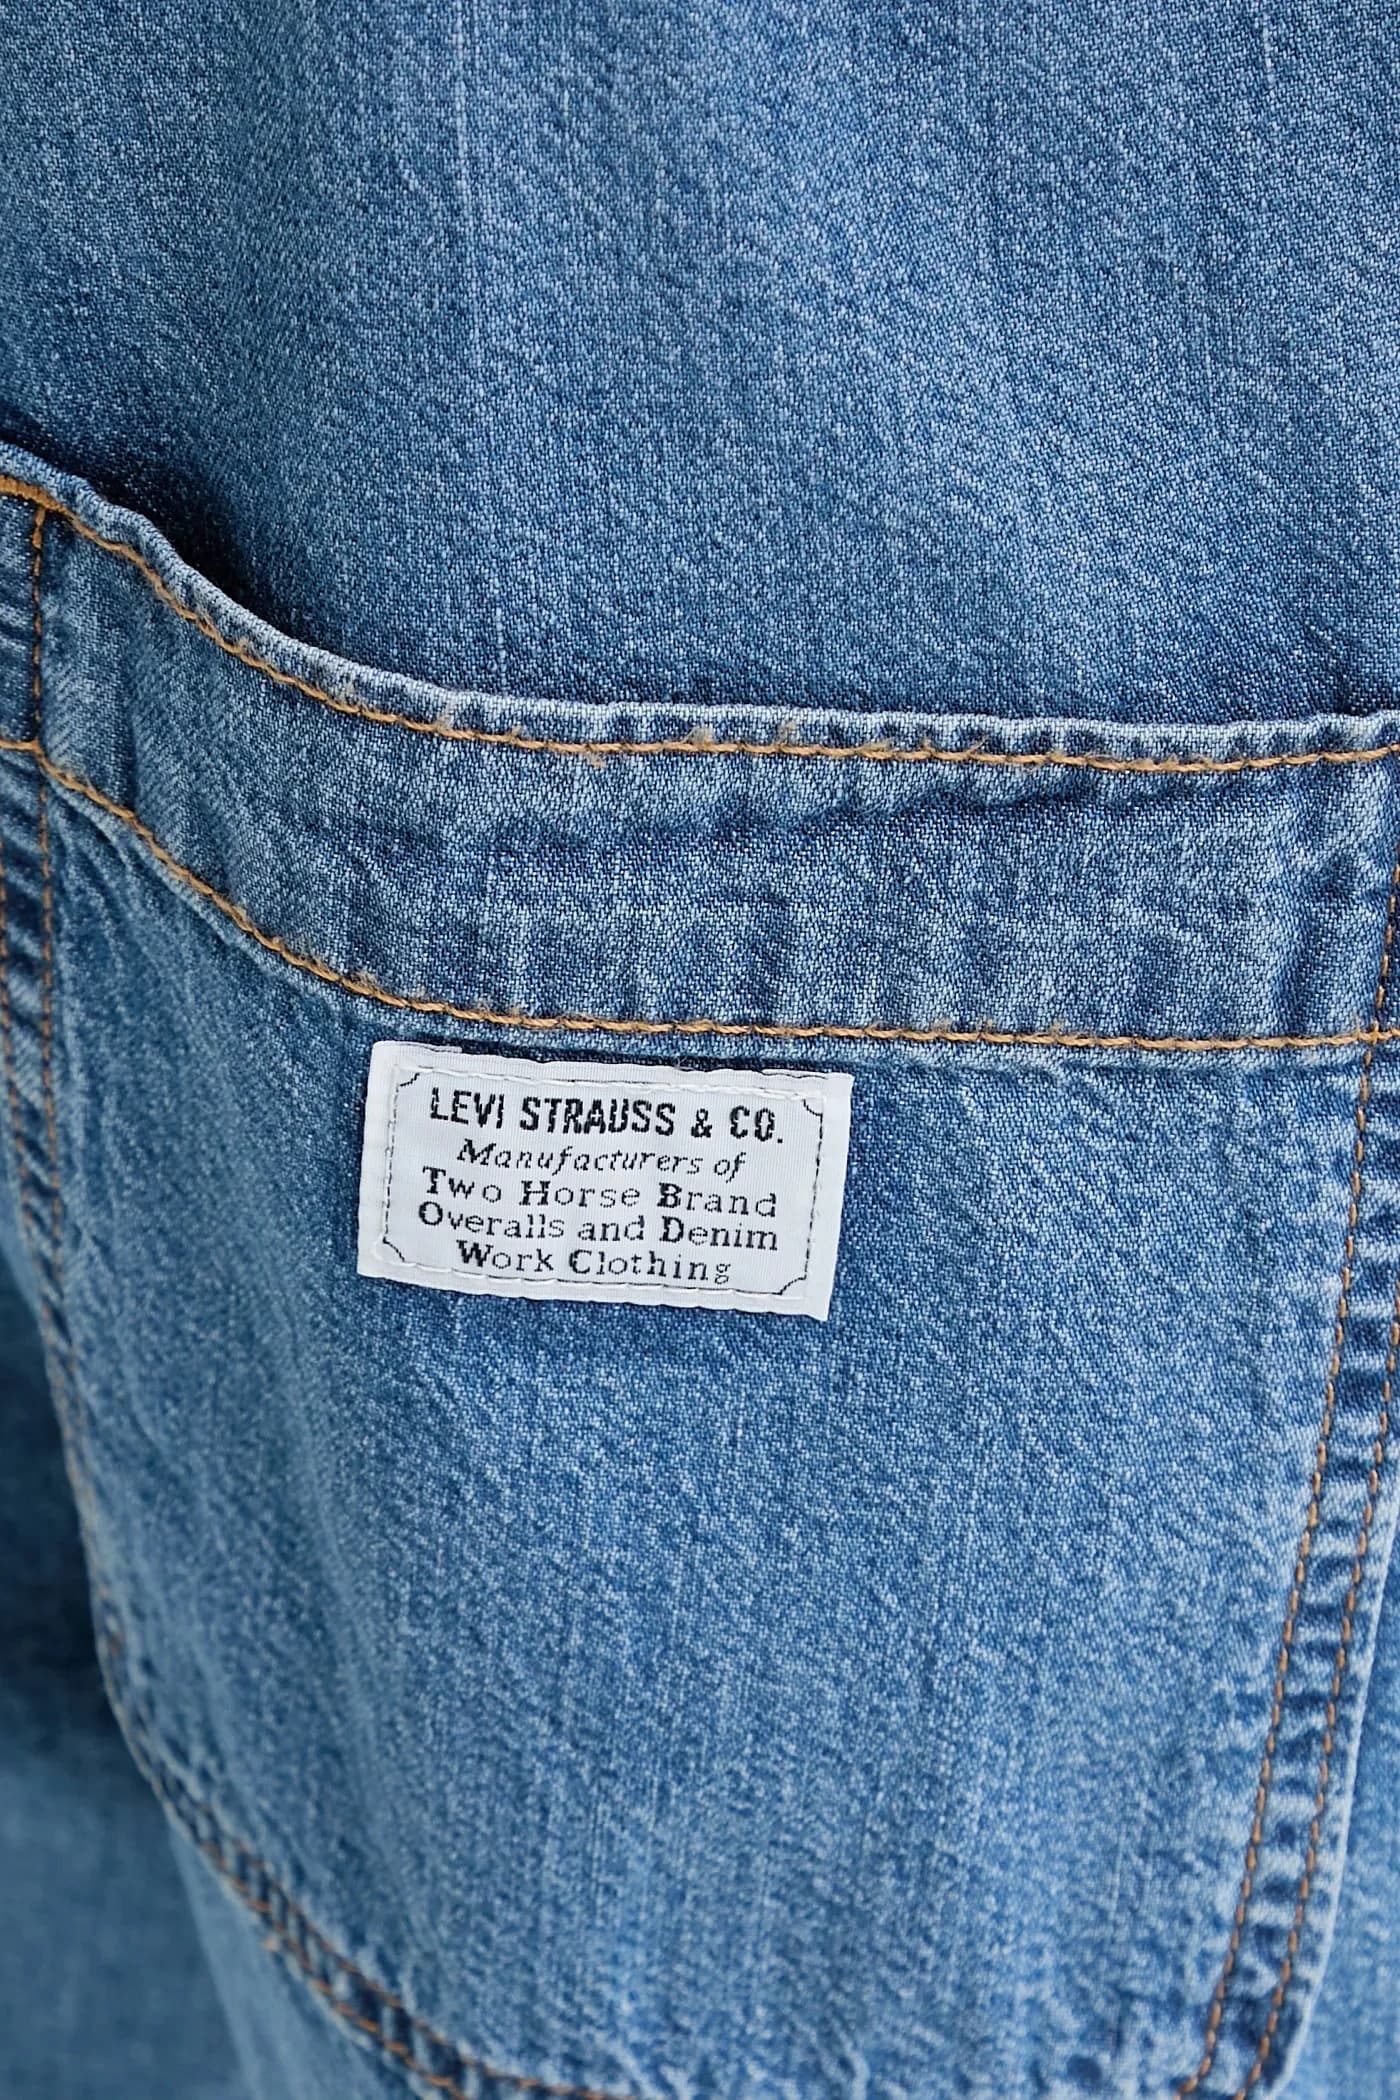 LEVI STRAUSS & CO.
Manufacturers of
Two Horse Brand
Overalls and Denim
Work Clothing